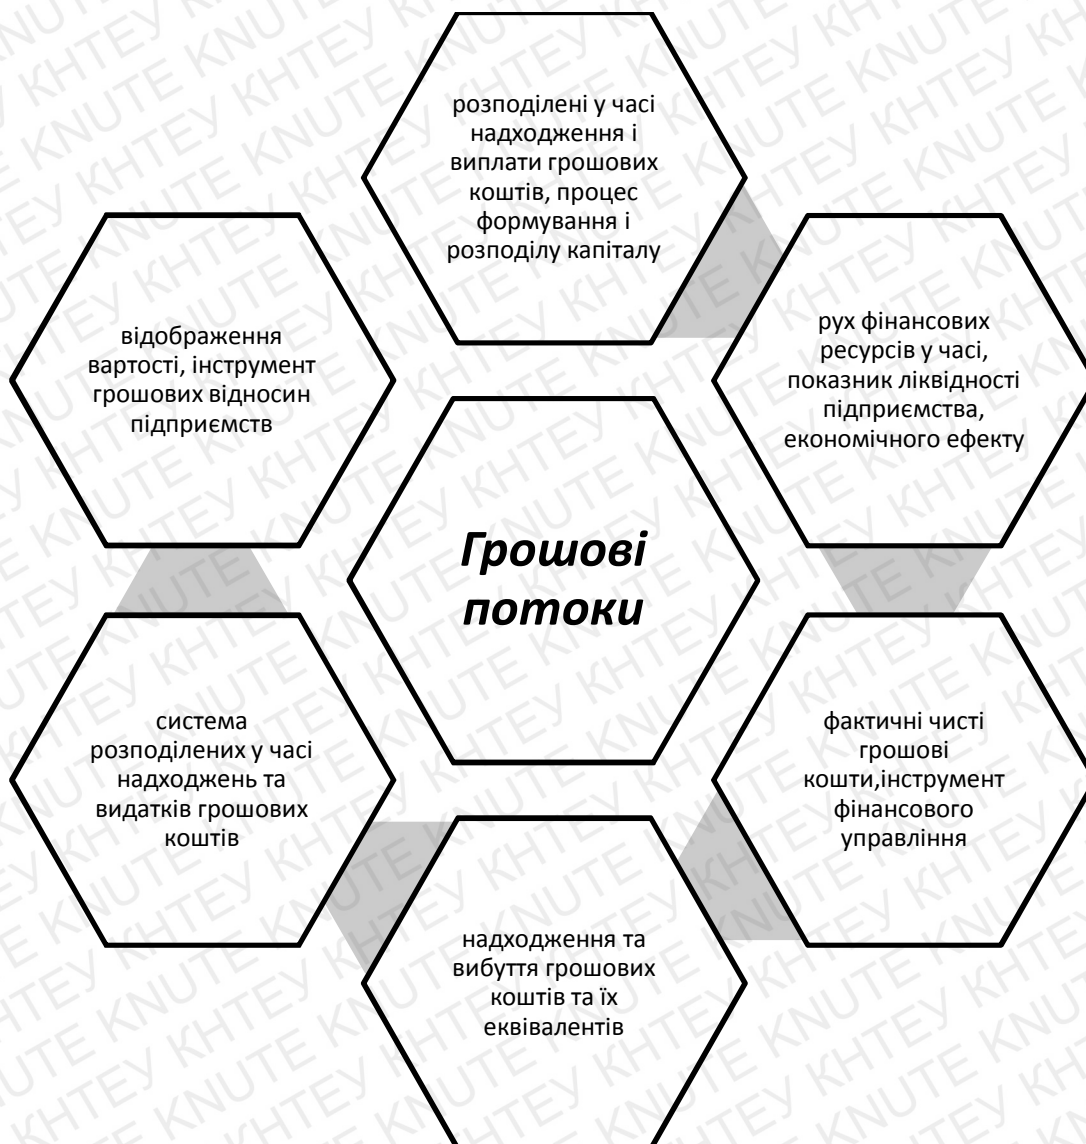 розподілені у часі
надходження і
виплати грошових
коштів, процес
формування і
розподілу капіталу
рух фінансових
ресурсів у часі,
показник ліквідності
підприємства,
економічного ефекту
фактичні чисті
грошові
кошти,інструмент
фінансового
управління
надходження та
вибуття грошових
коштів та їх
еквівалентів
система
розподілених у часі
надходжень та
видатків грошових
коштів
відображення
вартості, інструмент
грошових відносин
підприємств
Грошові
потоки
KNUTE КНТЕУ